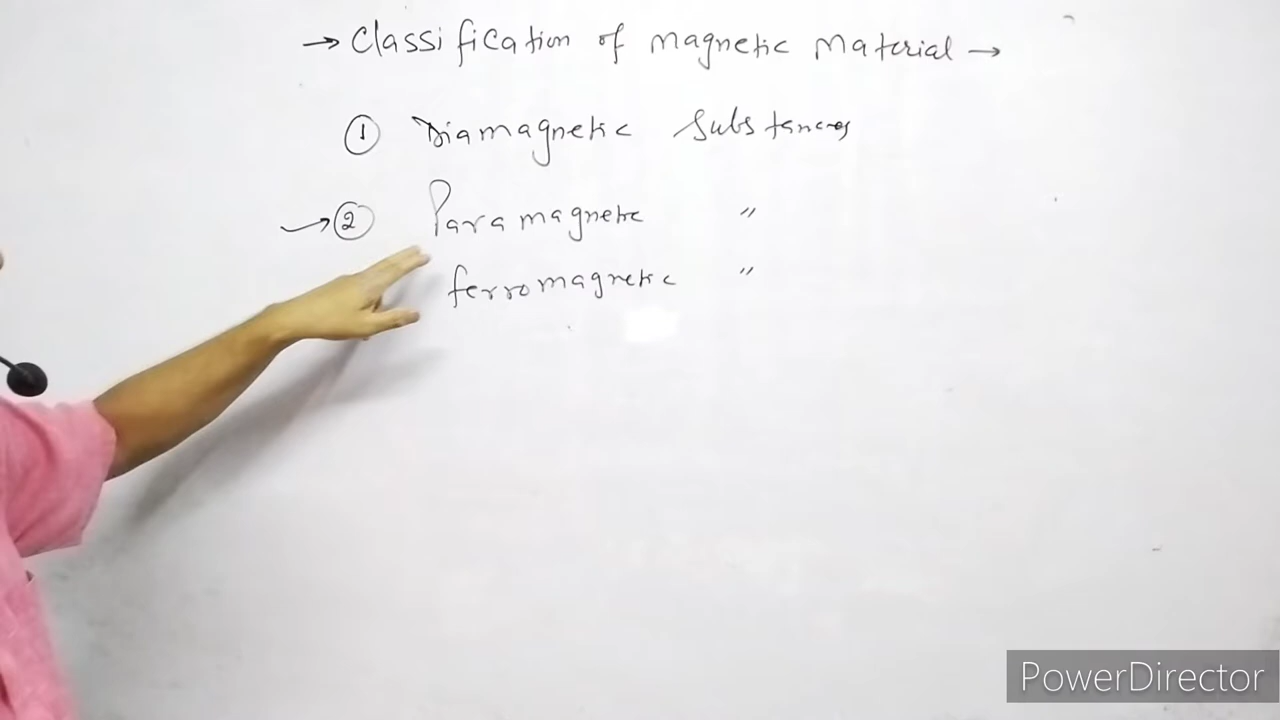 → Classification of magnetic Material →
① Diamagnetic Substances
→ ② Paramagnetic "
ferromagnetic "
PowerDirector